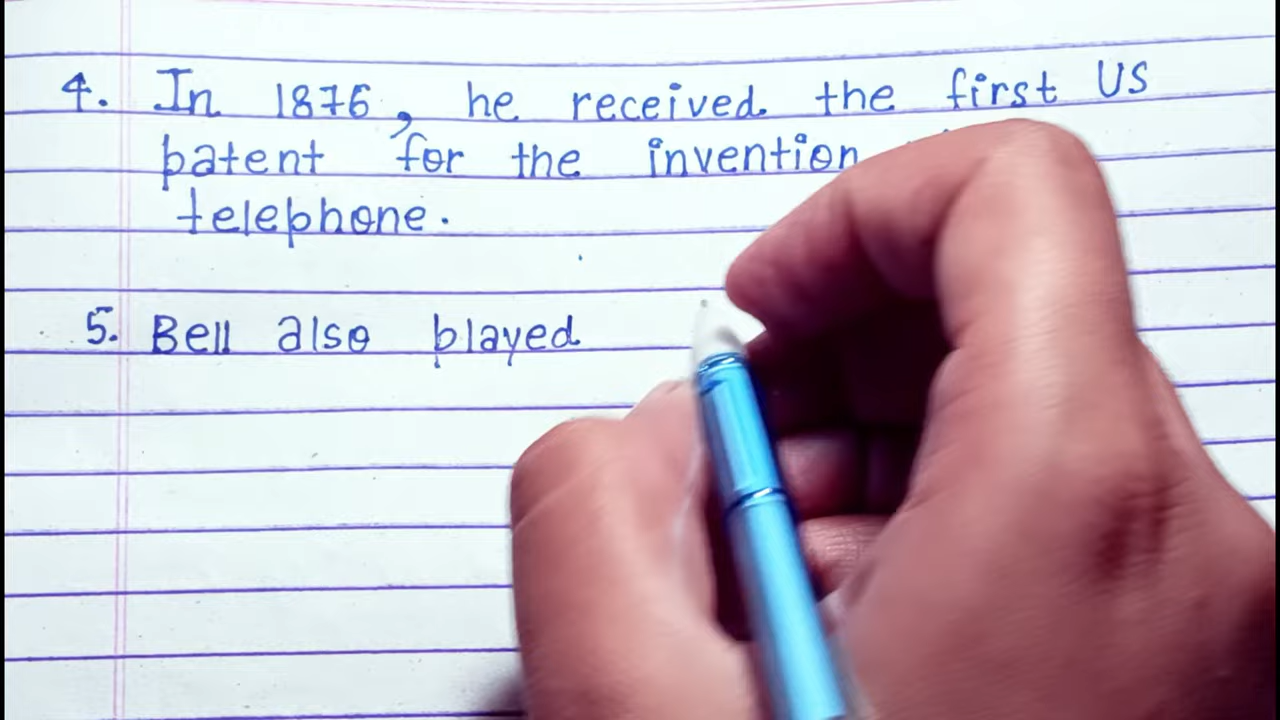 4. In 1876, he received the first US
patent for the invention
telephone.
5. Bell also played